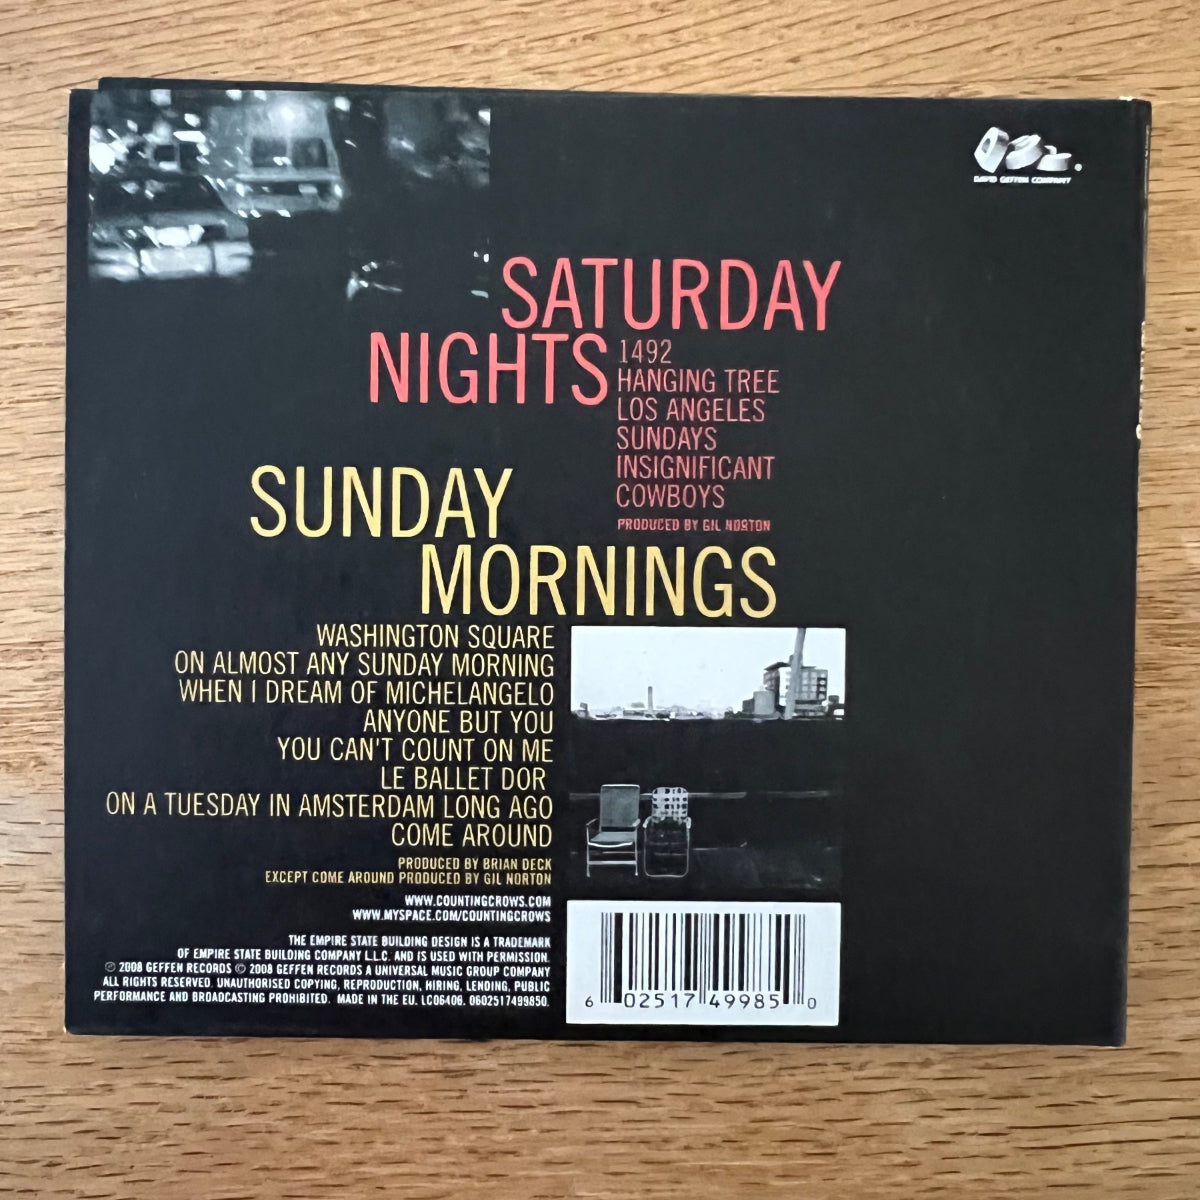 DAVID GEFFEN COMPANY
SATURDAY
NIGHTS
1492
HANGING TREE
LOS ANGELES
SUNDAYS
INSIGNIFICANT
COWBOYS
PRODUCED BY GIL NORTON
SUNDAY
MORNINGS
WASHINGTON SQUARE
ON ALMOST ANY SUNDAY MORNING
WHEN I DREAM OF MICHELANGELO
ANYONE BUT YOU
YOU CAN'T COUNT ON ME
LE BALLET DOR
ON A TUESDAY IN AMSTERDAM LONG AGO
COME AROUND
PRODUCED BY BRIAN DECK
EXCEPT COME AROUND PRODUCED BY GIL NORTON
WWW.COUNTINGCROWS.COM
WWW.MYSPACE.COM/COUNTINGCROWS
THE EMPIRE STATE BUILDING DESIGN IS A TRADEMARK
OF EMPIRE STATE BUILDING COMPANY L.L.C. AND IS USED WITH PERMISSION.
℗ 2008 GEFFEN RECORDS © 2008 GEFFEN RECORDS A UNIVERSAL MUSIC GROUP COMPANY
ALL RIGHTS RESERVED. UNAUTHORISED COPYING, REPRODUCTION, HIRING, LENDING, PUBLIC
PERFORMANCE AND BROADCASTING PROHIBITED. MADE IN THE EU. LC06406. 0602517499850.
6 02517 49985 0